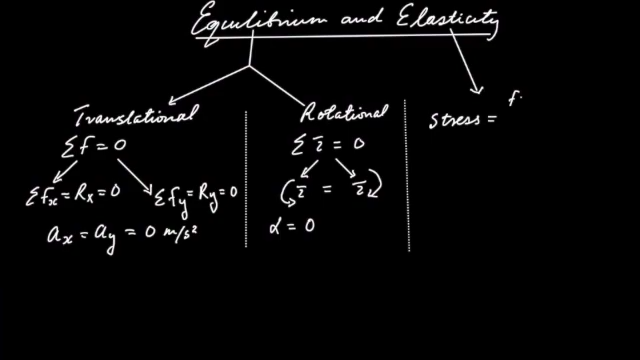 Equilibrium and Elasticity
Translational
Σf = 0
Σfx = Rx = 0
Σfy = Ry = 0
ax = ay = 0 m/s²
Rotational
Σ τ̄ = 0
τ̄ = τ̄
α = 0
stress = f